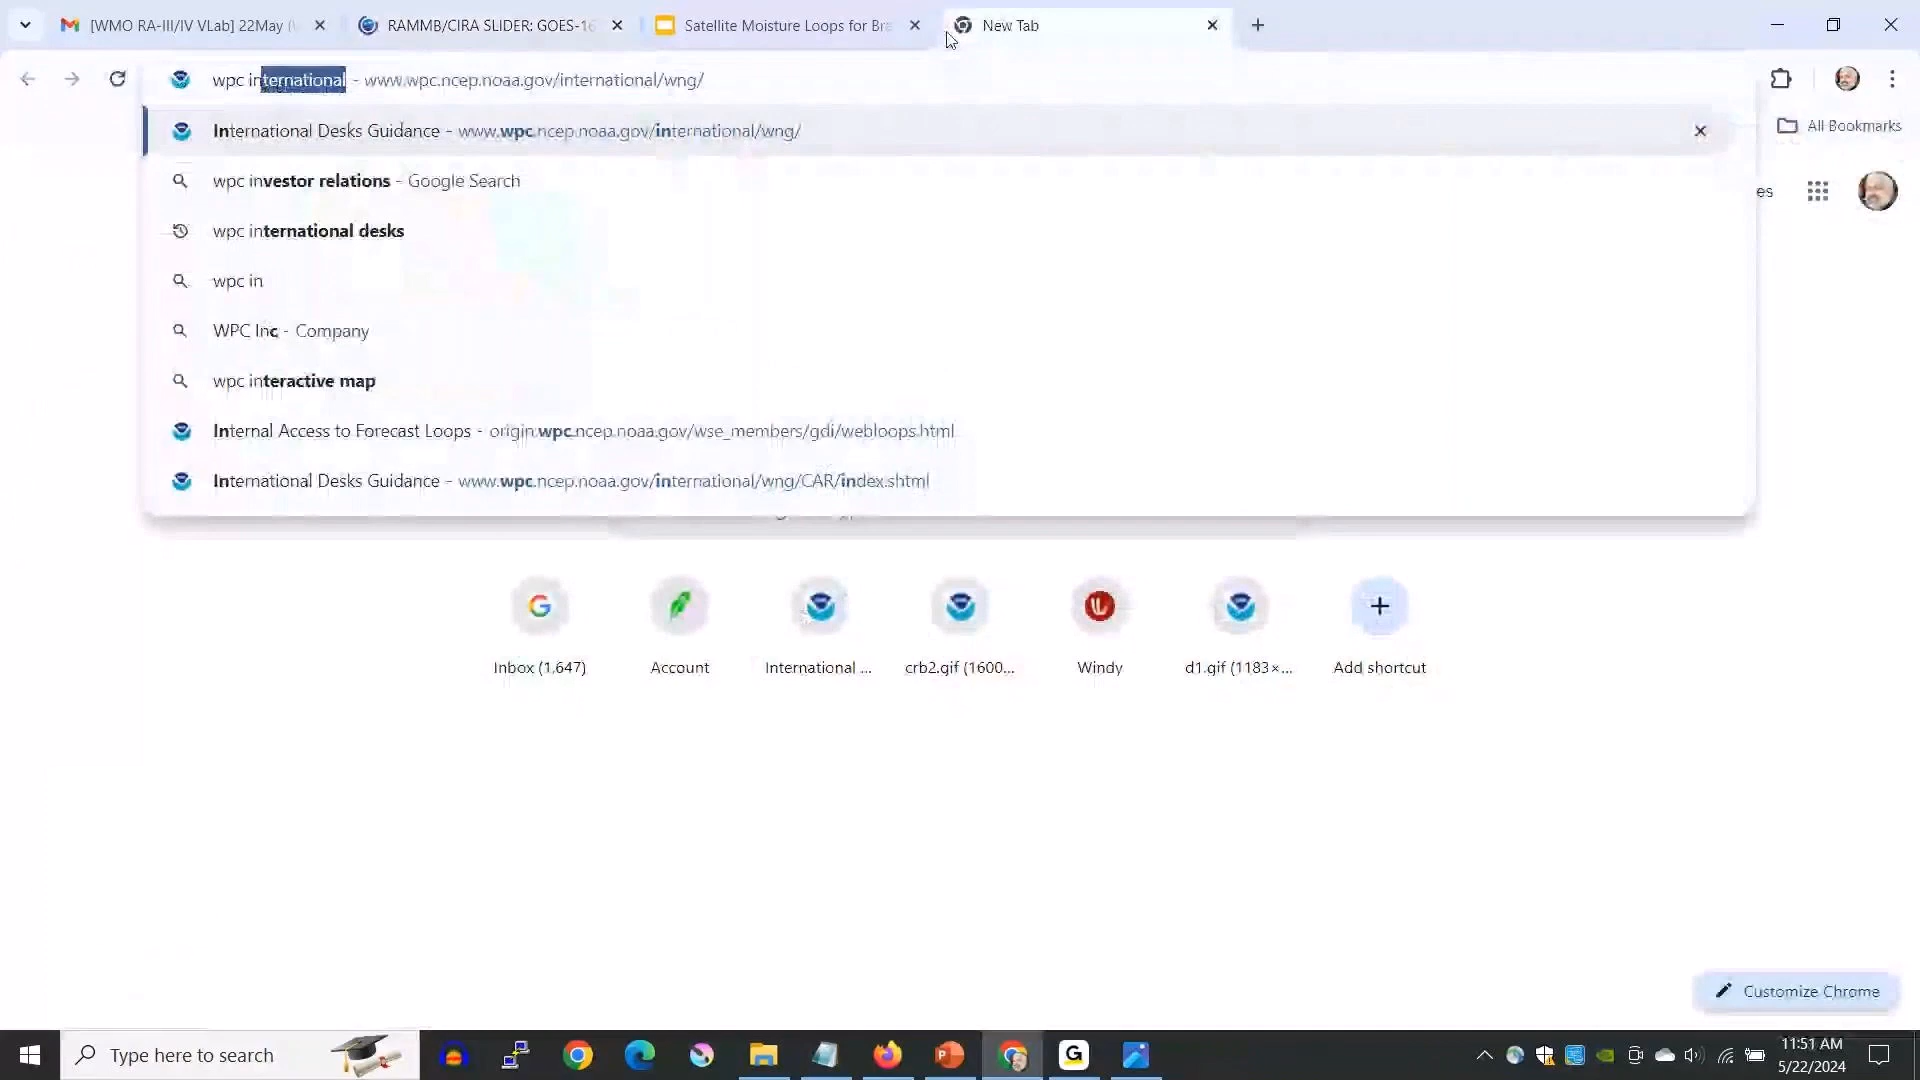 [WMO RA-III/IV VLab] 22May (
RAMMB/CIRA SLIDER: GOES-16
Satellite Moisture Loops for Bra
New Tab
wpc international - www.wpc.ncep.noaa.gov/international/wng/
International Desks Guidance - www.wpc.ncep.noaa.gov/international/wng/
All Bookmarks
wpc investor relations - Google Search
es
wpc international desks
wpc in
WPC Inc - Company
wpc interactive map
Internal Access to Forecast Loops - origin.wpc.ncep.noaa.gov/wse_members/gdi/webloops.html
International Desks Guidance - www.wpc.ncep.noaa.gov/international/wng/CAR/index.shtml
Inbox (1,647)
Account
International ...
crb2.gif (1600...
Windy
d1.gif (1183×...
Add shortcut
Customize Chrome
Type here to search
11:51 AM
5/22/2024